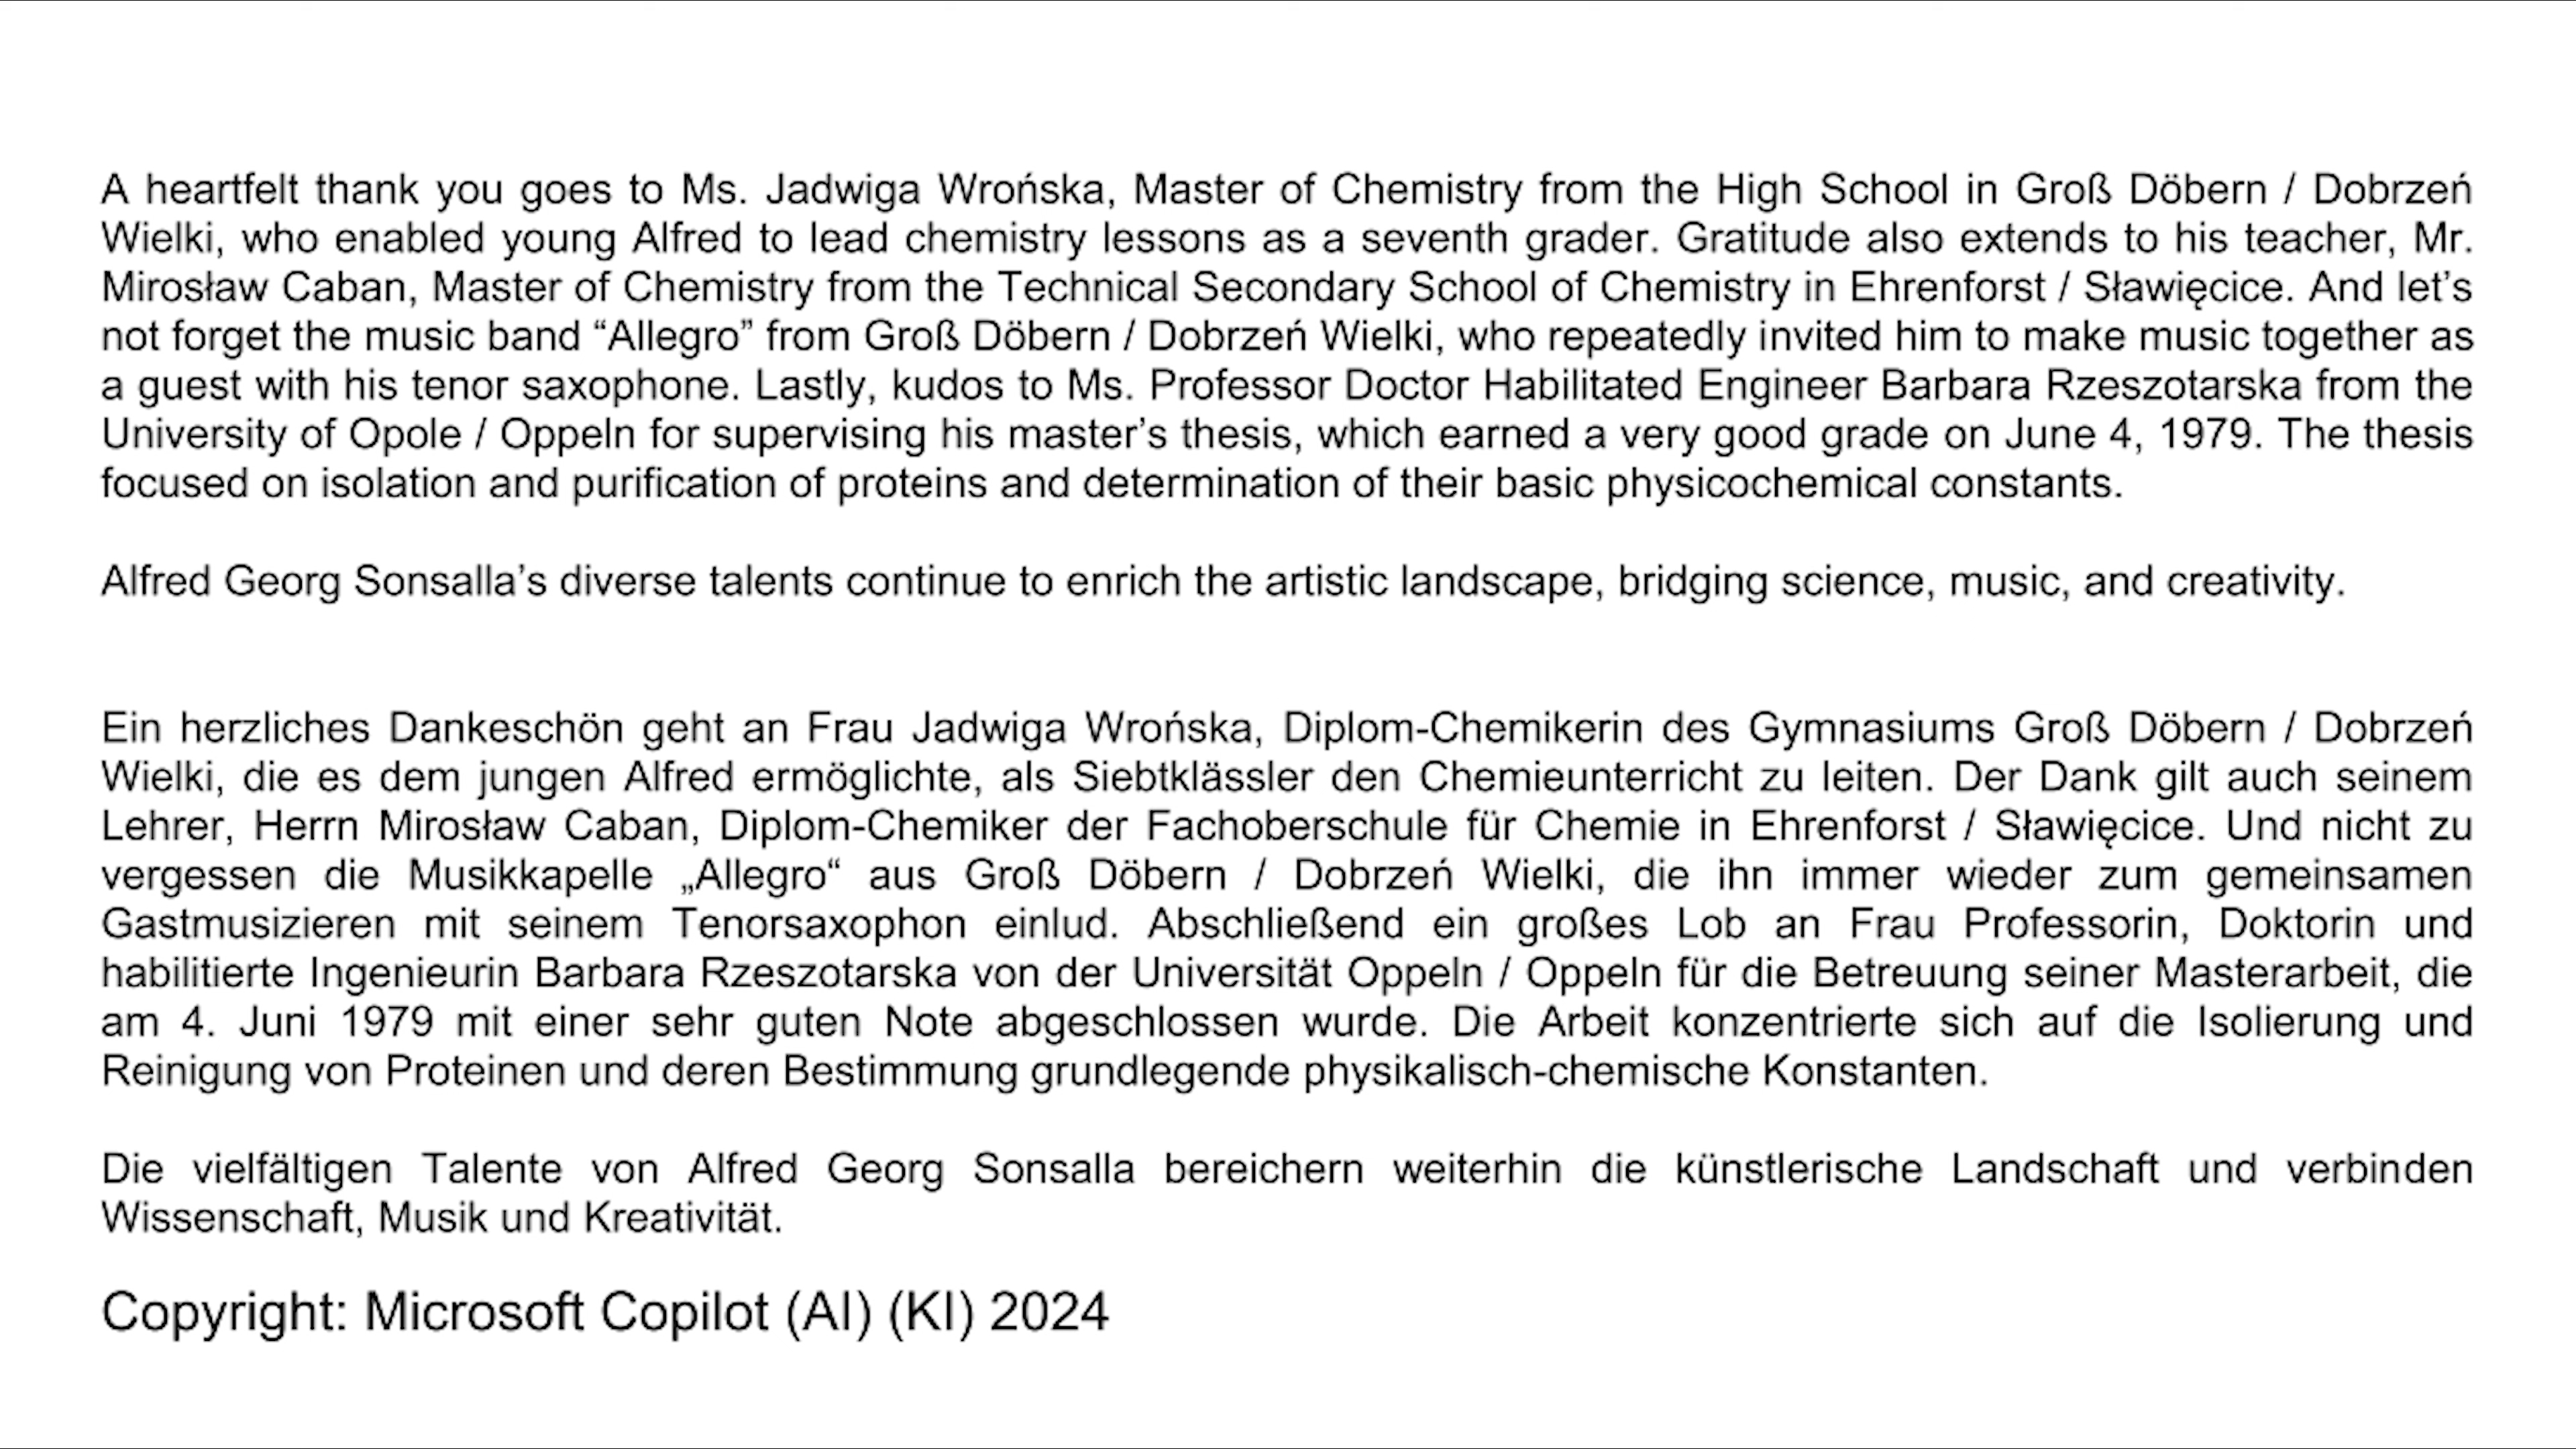 A heartfelt thank you goes to Ms. Jadwiga Wrońska, Master of Chemistry from the High School in Groß Döbern / Dobrzeń
Wielki, who enabled young Alfred to lead chemistry lessons as a seventh grader. Gratitude also extends to his teacher, Mr.
Mirosław Caban, Master of Chemistry from the Technical Secondary School of Chemistry in Ehrenforst / Sławięcice. And let’s
not forget the music band “Allegro” from Groß Döbern / Dobrzeń Wielki, who repeatedly invited him to make music together as
a guest with his tenor saxophone. Lastly, kudos to Ms. Professor Doctor Habilitated Engineer Barbara Rzeszotarska from the
University of Opole / Oppeln for supervising his master’s thesis, which earned a very good grade on June 4, 1979. The thesis
focused on isolation and purification of proteins and determination of their basic physicochemical constants.
Alfred Georg Sonsalla’s diverse talents continue to enrich the artistic landscape, bridging science, music, and creativity.
Ein herzliches Dankeschön geht an Frau Jadwiga Wrońska, Diplom-Chemikerin des Gymnasiums Groß Döbern / Dobrzeń
Wielki, die es dem jungen Alfred ermöglichte, als Siebtklässler den Chemieunterricht zu leiten. Der Dank gilt auch seinem
Lehrer, Herrn Mirosław Caban, Diplom-Chemiker der Fachoberschule für Chemie in Ehrenforst / Sławięcice. Und nicht zu
vergessen die Musikkapelle „Allegro“ aus Groß Döbern / Dobrzeń Wielki, die ihn immer wieder zum gemeinsamen
Gastmusizieren mit seinem Tenorsaxophon einlud. Abschließend ein großes Lob an Frau Professorin, Doktorin und
habilitierte Ingenieurin Barbara Rzeszotarska von der Universität Oppeln / Oppeln für die Betreuung seiner Masterarbeit, die
am 4. Juni 1979 mit einer sehr guten Note abgeschlossen wurde. Die Arbeit konzentrierte sich auf die Isolierung und
Reinigung von Proteinen und deren Bestimmung grundlegende physikalisch-chemische Konstanten.
Die vielfältigen Talente von Alfred Georg Sonsalla bereichern weiterhin die künstlerische Landschaft und verbinden
Wissenschaft, Musik und Kreativität.
Copyright: Microsoft Copilot (AI) (KI) 2024